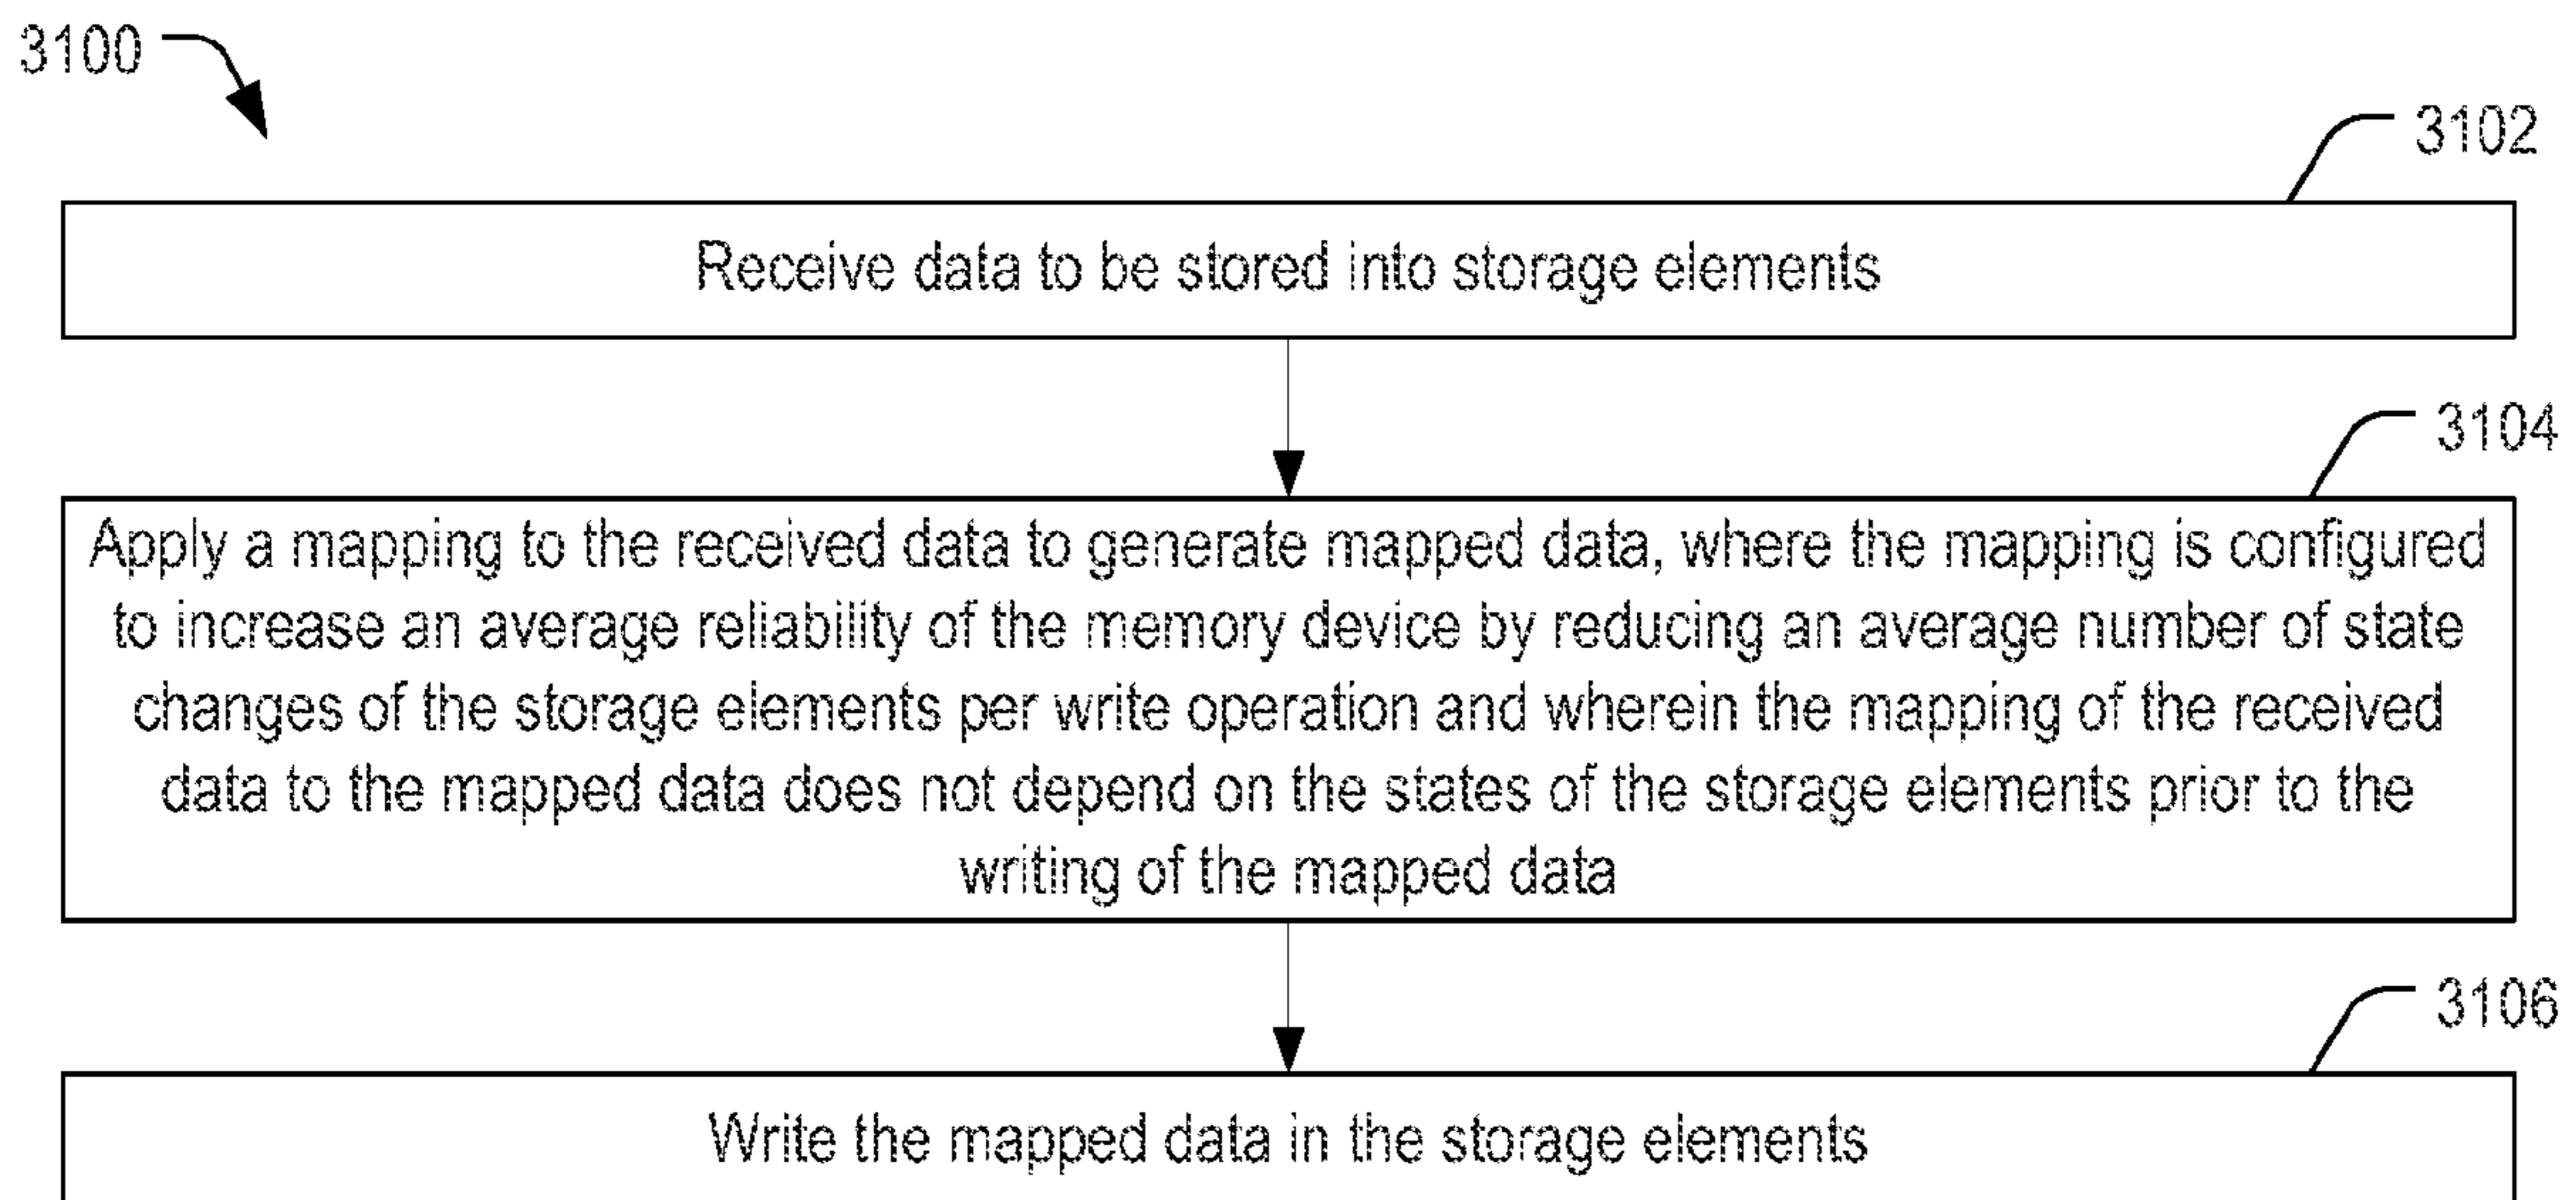 3100
3102
Receive data to be stored into storage elements
3104
Apply a mapping to the received data to generate mapped data, where the mapping is configured
to increase an average reliability of the memory device by reducing an average number of state
changes of the storage elements per write operation and wherein the mapping of the received
data to the mapped data does not depend on the states of the storage elements prior to the
writing of the mapped data
3106
Write the mapped data in the storage elements